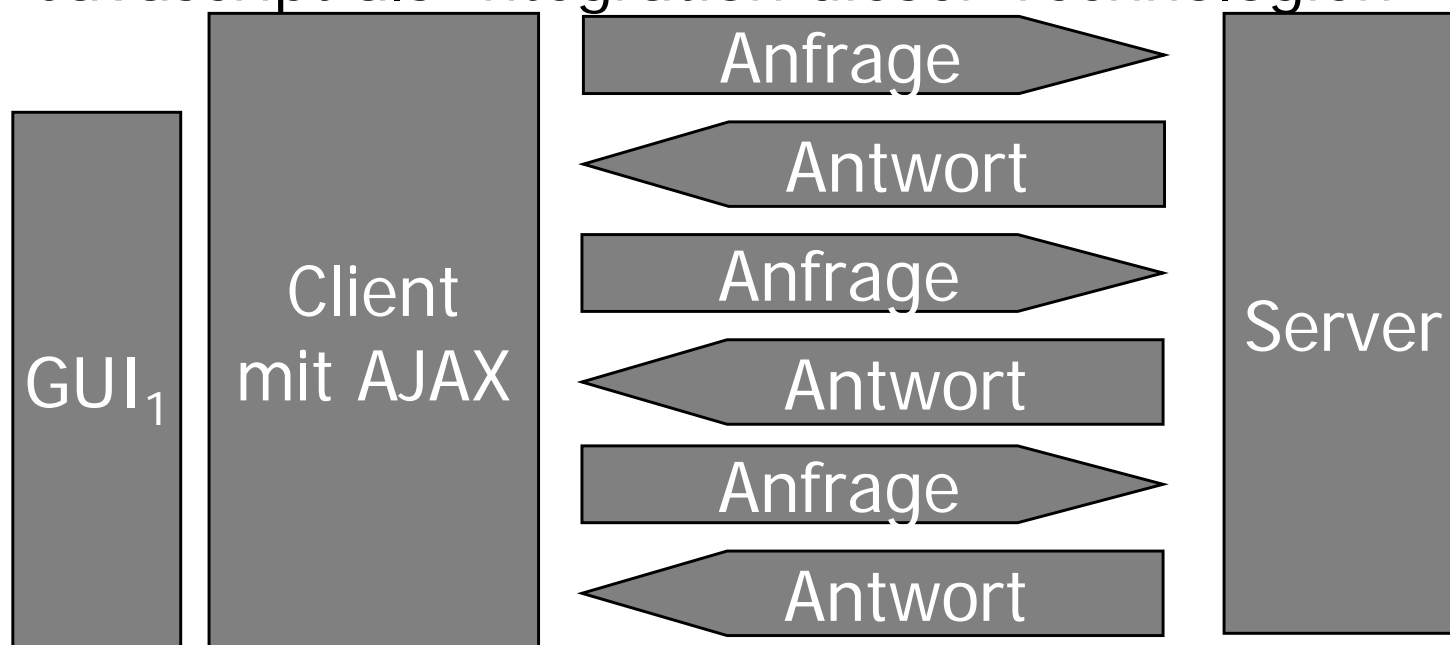 Anfrage
Antwort
Client
mit AJAX
GUI₁
Anfrage
Antwort
Server
Anfrage
Antwort